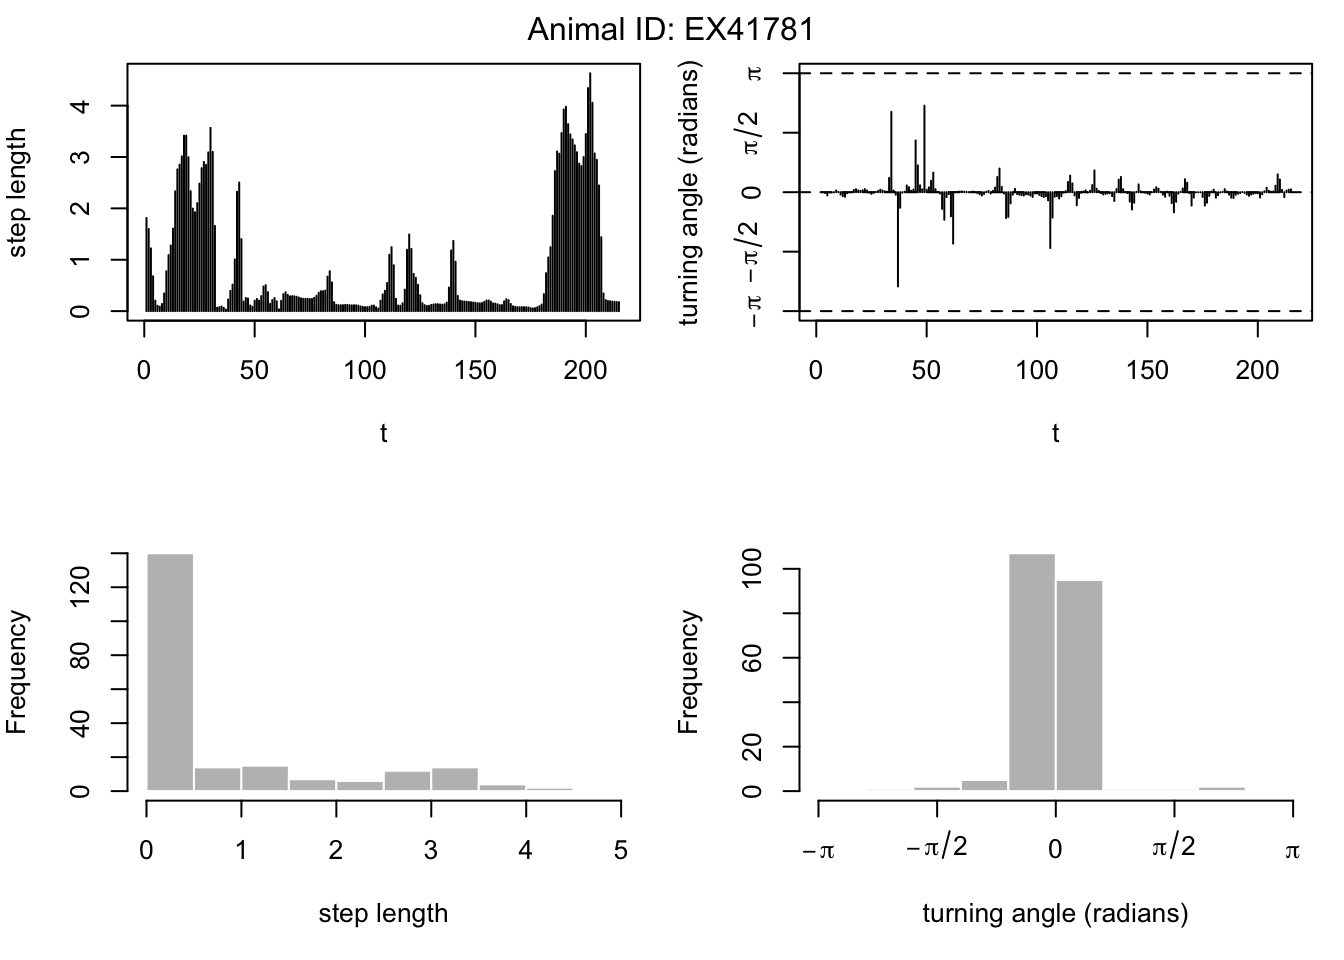 Animal ID: EX41781
step length
0 1 2 3 4
0 50 100 150 200
t
turning angle (radians)
−π −π/2 0 π/2 π
0 50 100 150 200
t
Frequency
0 40 80 120
0 1 2 3 4 5
step length
Frequency
0 20 60 100
−π −π/2 0 π/2 π
turning angle (radians)